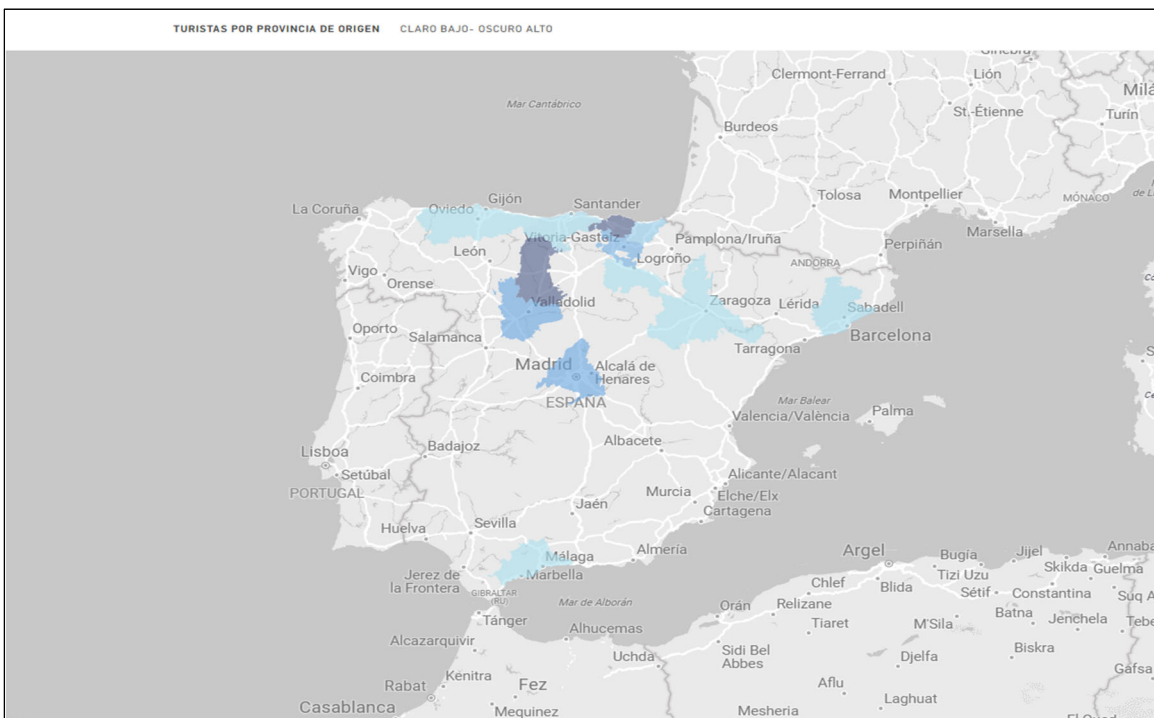 TURISTAS POR PROVINCIA DE ORIGEN CLARO BAJO- OSCURO ALTO
Clermont-Ferrand
Lión
Milá
Mar Cantábrico
St.-Étienne
Turín
Burdeos
La Coruña
Gijón
Oviedo
Santander
Tolosa
Montpellier
MÓNACO
Marsella
Vitoria-Gasteiz
Pamplona/Iruña
León
Logroño
Perpiñán
ANDORRA
Vigo
Orense
Valladolid
Zaragoza
Lérida
Sabadell
Oporto
Salamanca
Barcelona
Tarragona
Madrid
Alcalá de
Henares
Coimbra
ESPAÑA
Mar Balear
Palma
Valencia/València
Lisboa
Badajoz
Albacete
Setúbal
Alicante/Alacant
PORTUGAL
Murcia
Elche/Elx
Cartagena
Jaén
Huelva
Sevilla
Málaga
Almería
Argel
Bugía
Jijel
Annaba
Jerez de
la Frontera
Marbella
Tizi Uzu
Skikda
Guelma
GIBRALTAR
(RU)
Mar de Alborán
Chlef
Blida
Sétif
Constantina
Suq A
Tánger
Orán
Relizane
Batna
Jenchela
Alhucemas
Tiaret
M'Sila
Tebe
Alcazarquivir
Sidi Bel
Abbes
Biskra
Uchda
Djelfa
Gafsa
Rabat
Kenitra
Fez
Aflu
Laghuat
Casablanca
Mequinez
Mesheria